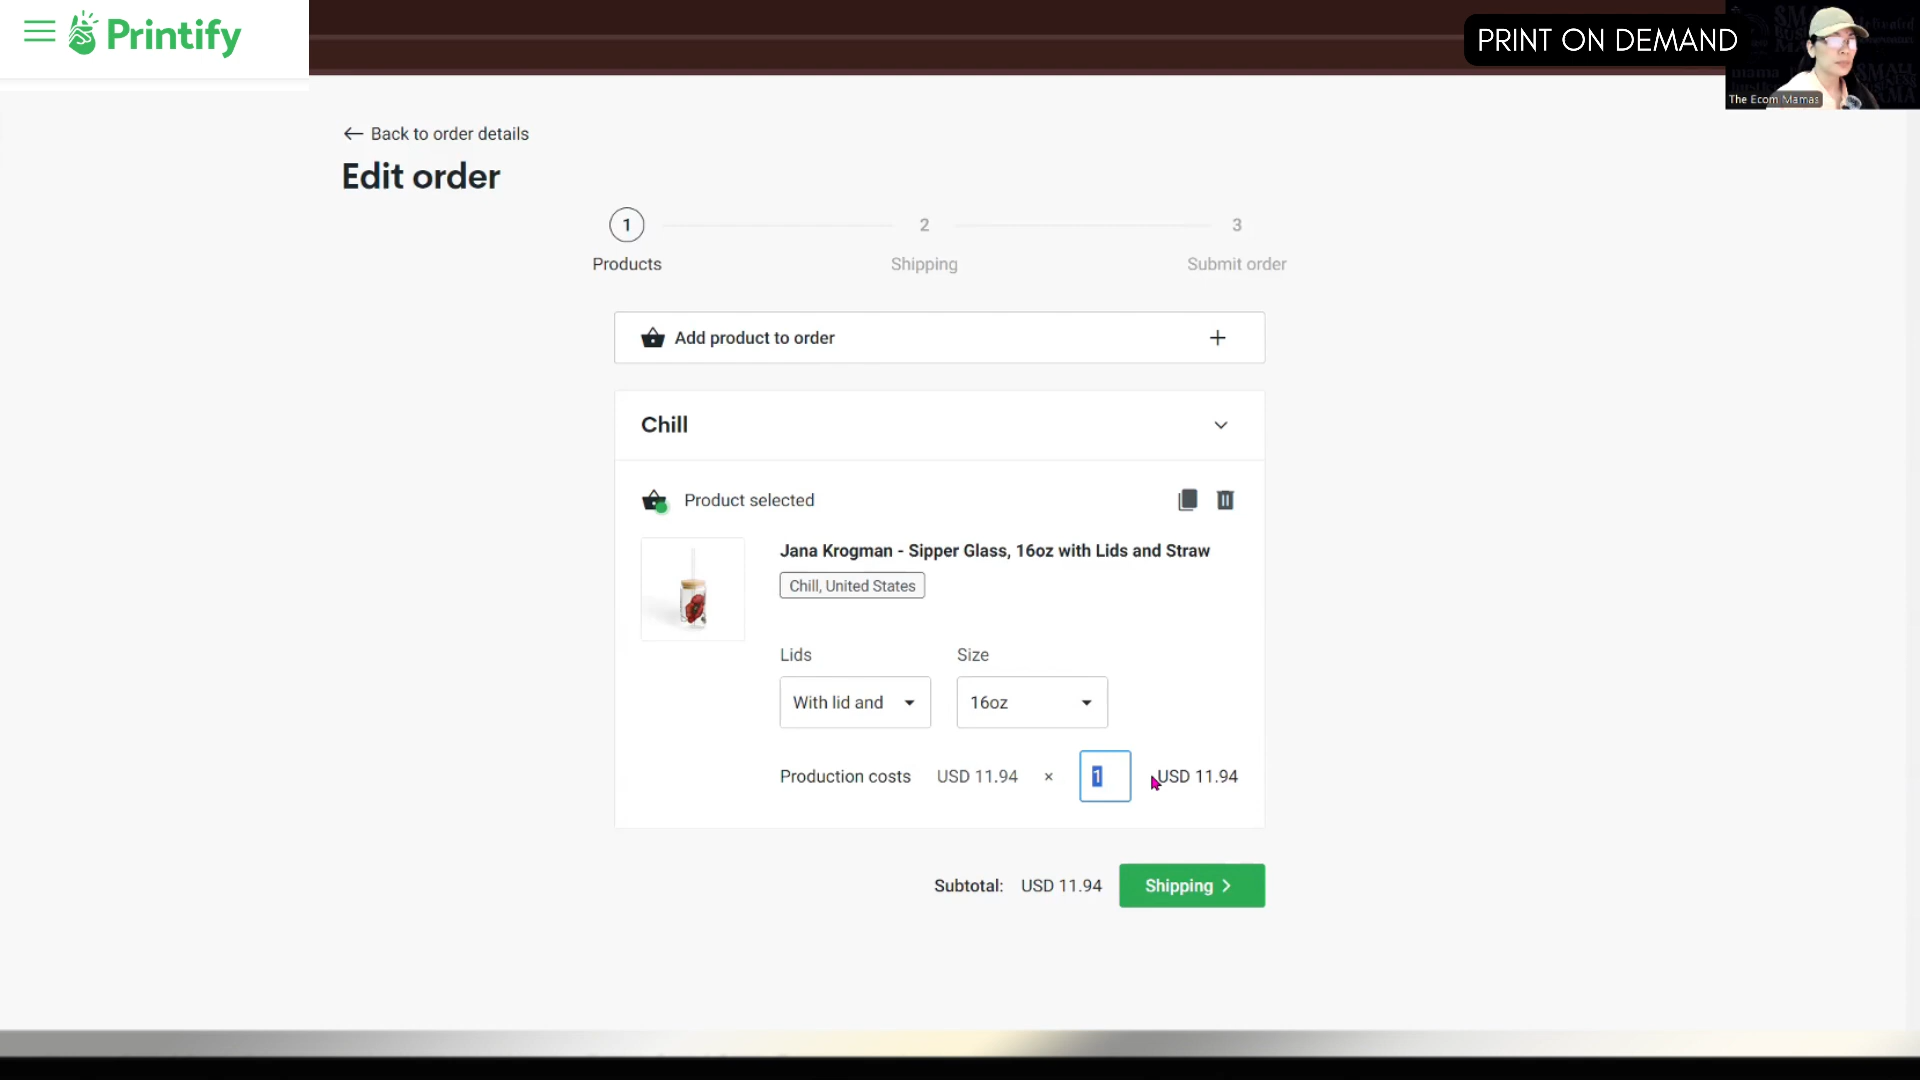 Printify
PRINT ON DEMAND
The Ecom Mamas
Back to order details
Edit order
1
2
3
Products
Shipping
Submit order
Add product to order
Chill
Product selected
Jana Krogman - Sipper Glass, 16oz with Lids and Straw
Chill, United States
Lids
Size
With lid and
16oz
Production costs USD 11.94 × 1 USD 11.94
Subtotal: USD 11.94
Shipping